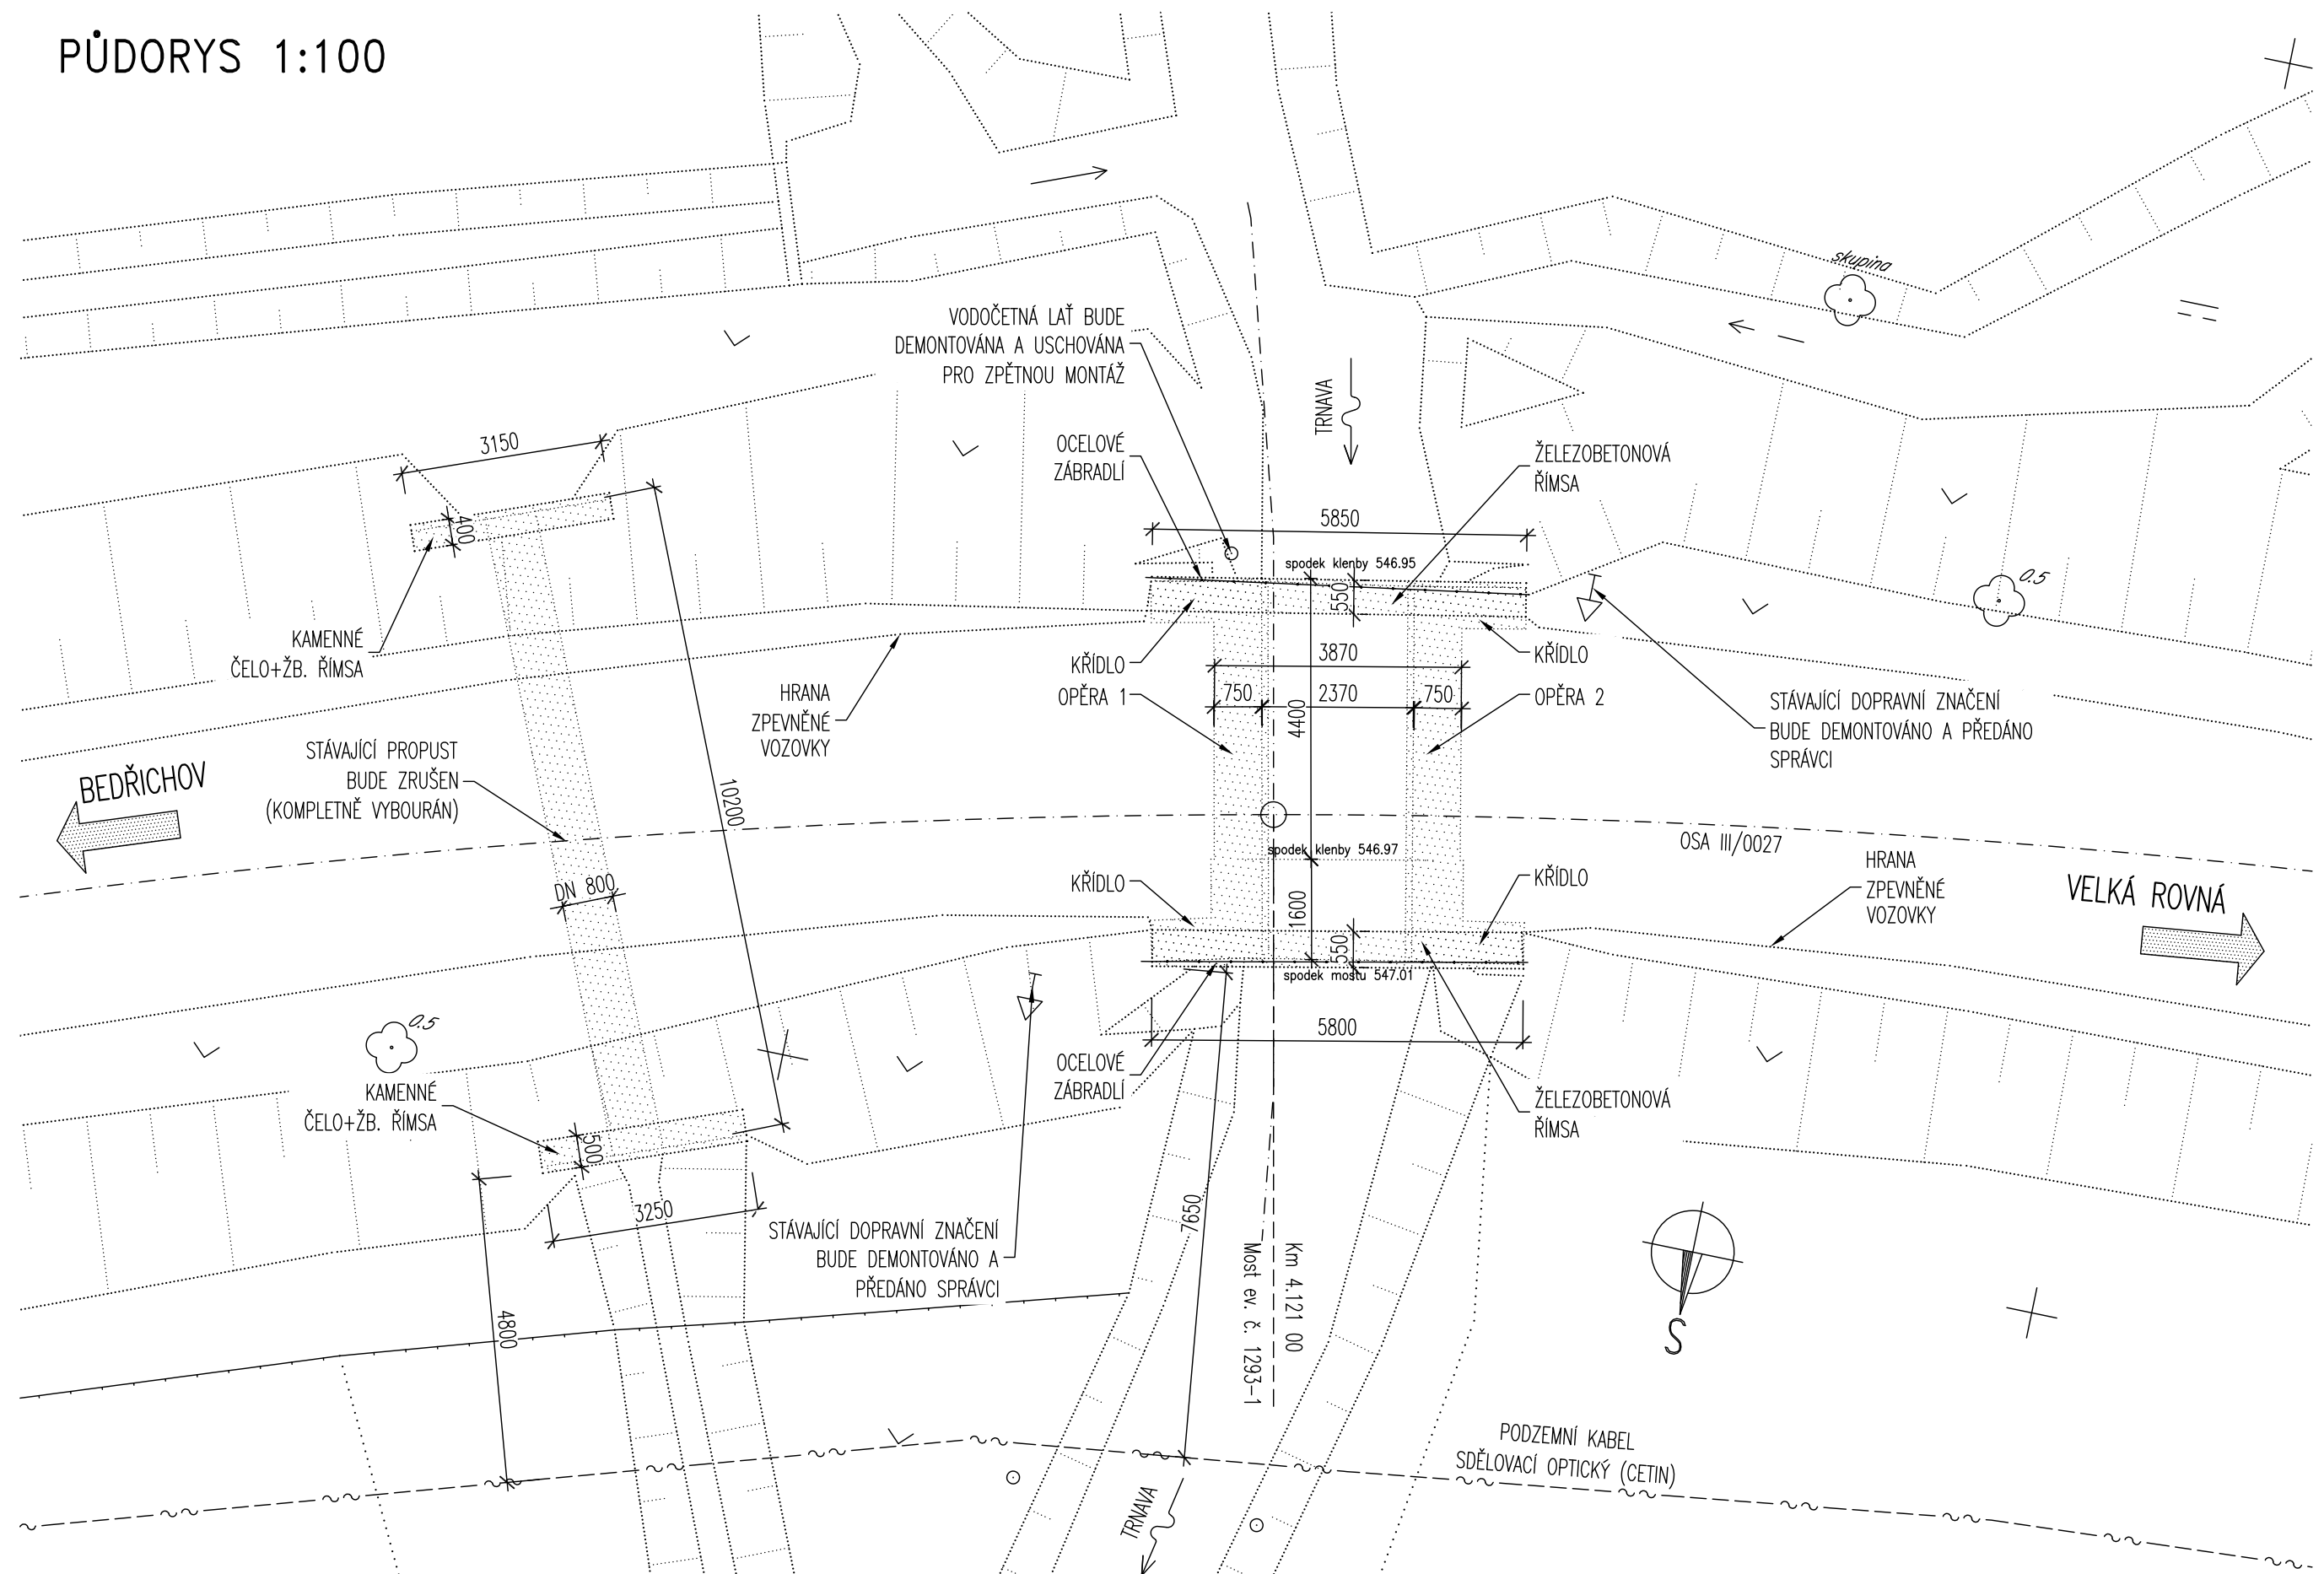 PŮDORYS 1:100
skupina
VODOČETNÁ LAŤ BUDE
DEMONTOVÁNA A USCHOVÁNA
PRO ZPĚTNOU MONTÁŽ
TRNAVA
3150
OCELOVÉ
ZÁBRADLÍ
ŽELEZOBETONOVÁ
ŘÍMSA
400
5850
spodek klenby 546.95
550
0.5
KAMENNÉ
ČELO+ŽB. ŘÍMSA
KŘÍDLO
3870
KŘÍDLO
HRANA
ZPEVNĚNÉ
VOZOVKY
OPĚRA 1
750
2370
750
OPĚRA 2
4400
STÁVAJÍCÍ DOPRAVNÍ ZNAČENÍ
BUDE DEMONTOVÁNO A PŘEDÁNO
SPRÁVCI
STÁVAJÍCÍ PROPUST
BUDE ZRUŠEN
(KOMPLETNĚ VYBOURÁN)
BEDŘICHOV
10200
OSA III/0027
spodek klenby 546.97
HRANA
ZPEVNĚNÉ
VOZOVKY
DN 800
KŘÍDLO
KŘÍDLO
VELKÁ ROVNÁ
1600
550
spodek mostu 547.01
0.5
5800
KAMENNÉ
ČELO+ŽB. ŘÍMSA
OCELOVÉ
ZÁBRADLÍ
ŽELEZOBETONOVÁ
ŘÍMSA
500
3250
7650
STÁVAJÍCÍ DOPRAVNÍ ZNAČENÍ
BUDE DEMONTOVÁNO A
PŘEDÁNO SPRÁVCI
Km 4.121 00
Most ev. č. 1293-1
4800
S
PODZEMNÍ KABEL
SDĚLOVACÍ OPTICKÝ (CETIN)
TRNAVA